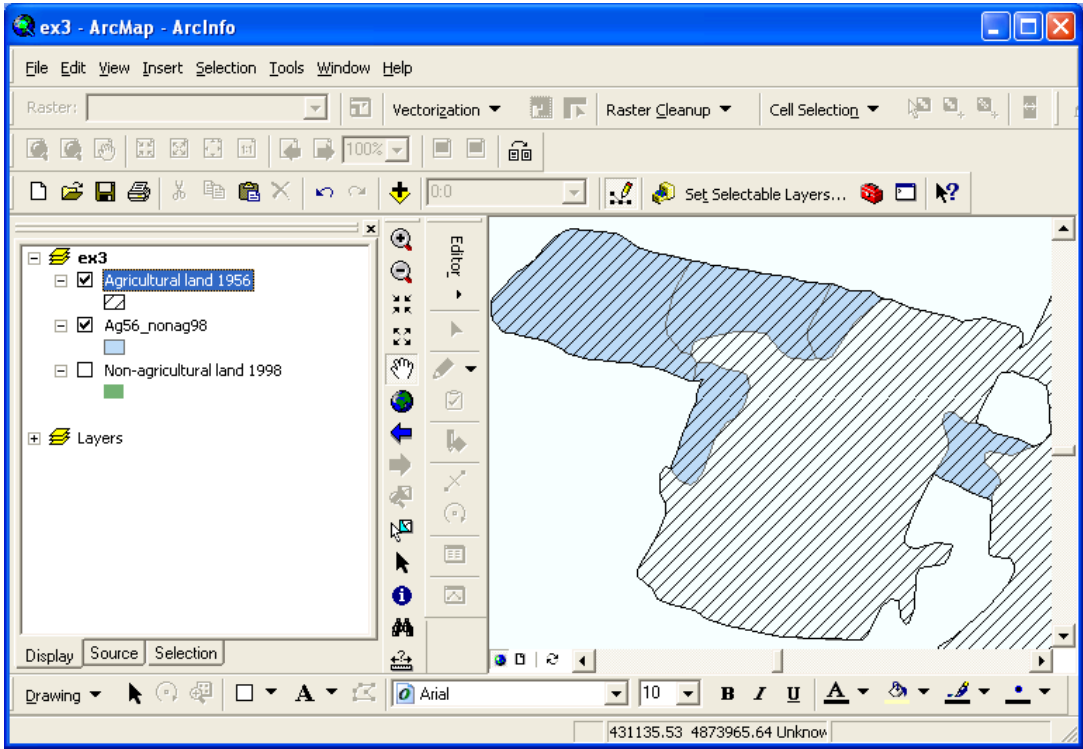 ex3 - ArcMap - ArcInfo
File Edit View Insert Selection Tools Window Help
Raster: Vectorization Raster Cleanup Cell Selection
1:1 100%
0:0 Set Selectable Layers... ?
Editor
ex3
Agricultural land 1956
Ag56_nonag98
Non-agricultural land 1998
Layers
Display Source Selection
Drawing A Arial 10 B I U A
431135.53 4873965.64 Unknow